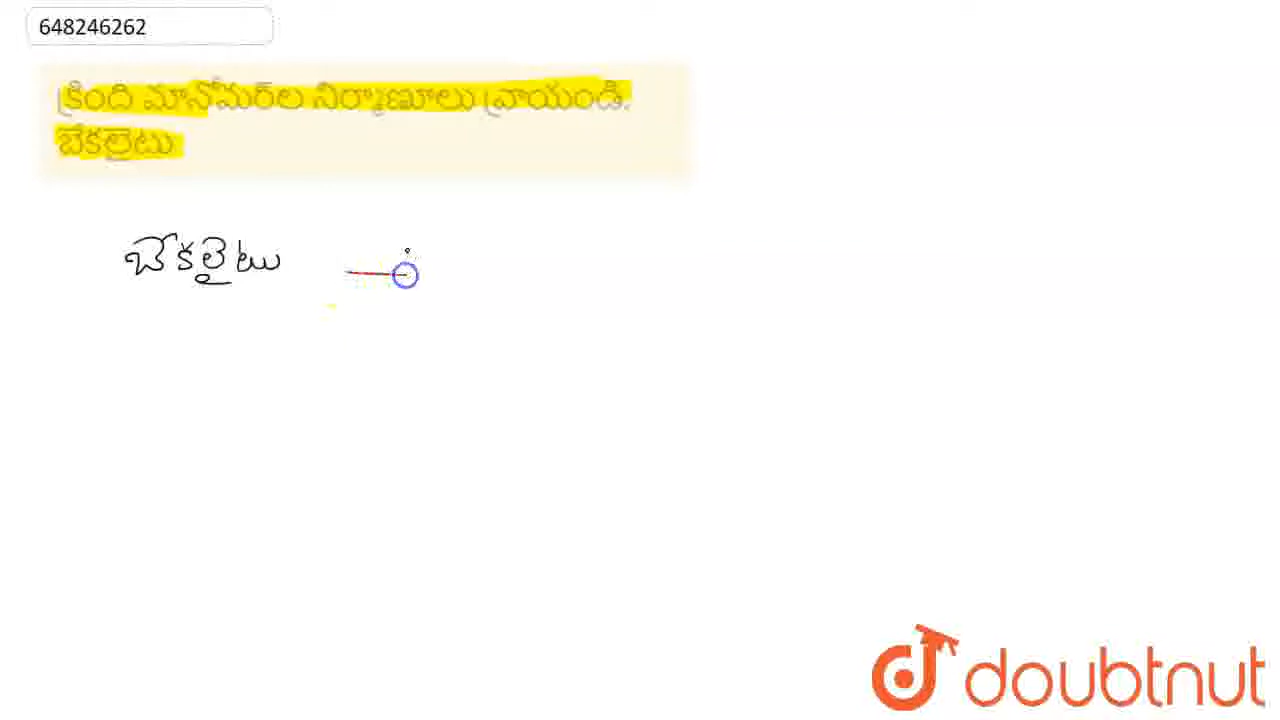 648246262
క్రింది మానోమర్‌ల నిర్మాణాలు వ్రాయండి.
బేకలైటు
బేకలైటు
doubtnut